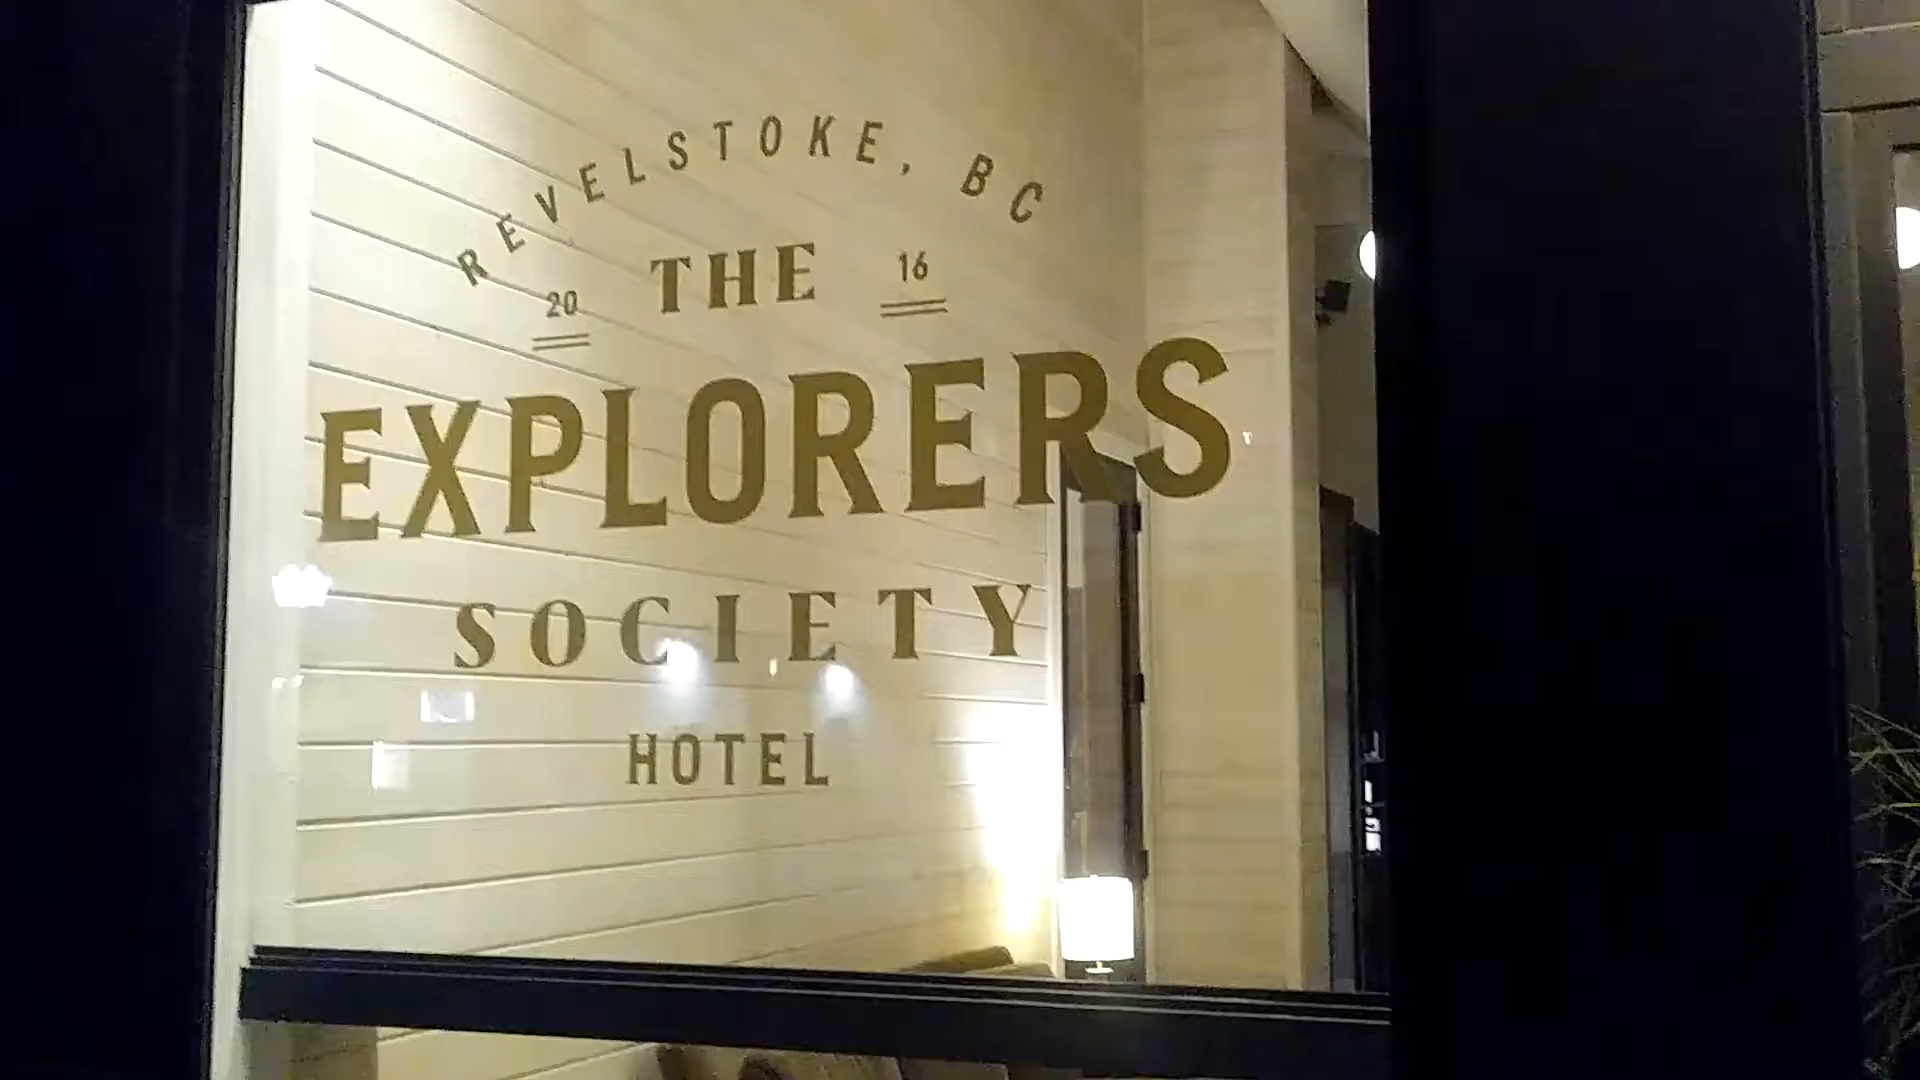 REVELSTOKE, BC
20 THE 16
EXPLORERS
SOCIETY
HOTEL